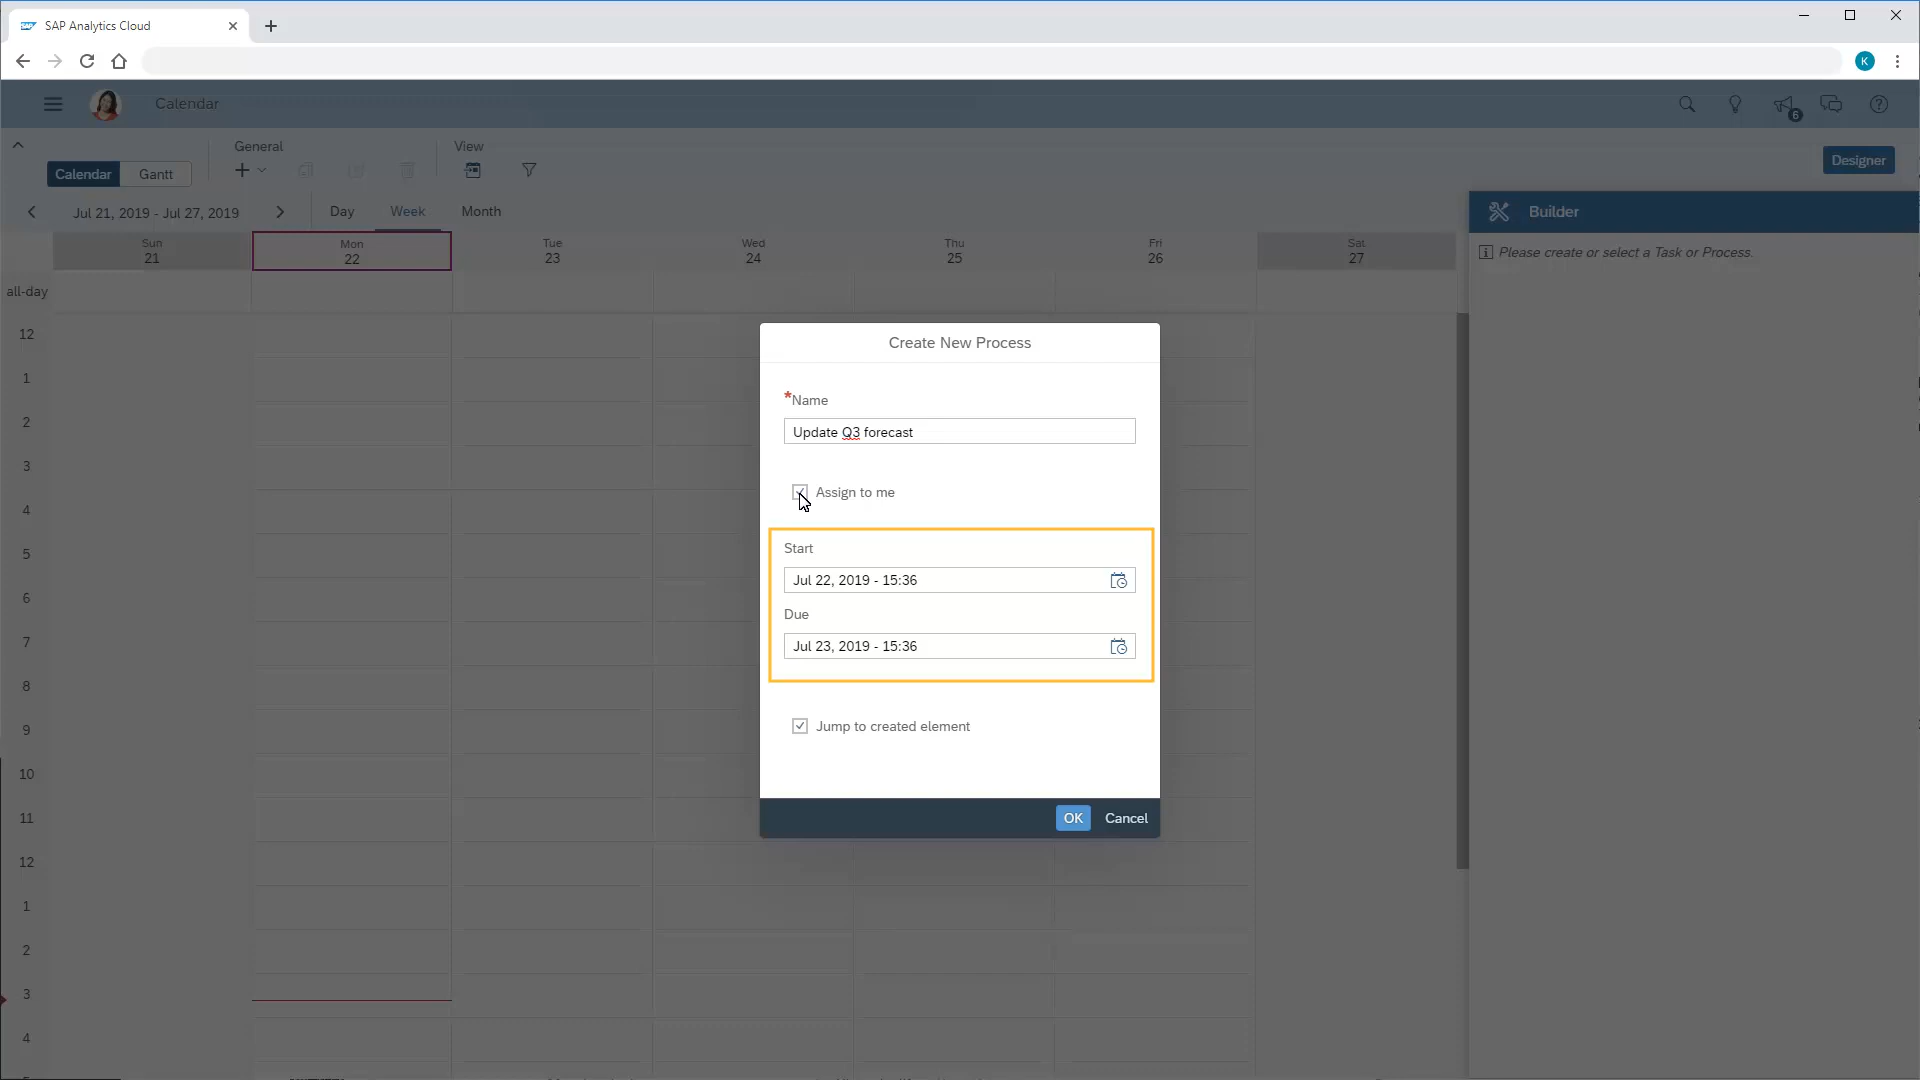 SAP Analytics Cloud
K
Calendar
6
General
View
Calendar
Gantt
Designer
Jul 21, 2019 - Jul 27, 2019
Day
Week
Month
Builder
Sun
21
Mon
22
Tue
23
Wed
24
Thu
25
Fri
26
Sat
27
Please create or select a Task or Process.
all-day
12
1
2
3
4
5
6
7
8
9
10
11
12
1
2
3
4
Create New Process
*Name
Update Q3 forecast
Assign to me
Start
Jul 22, 2019 - 15:36
Due
Jul 23, 2019 - 15:36
Jump to created element
OK
Cancel